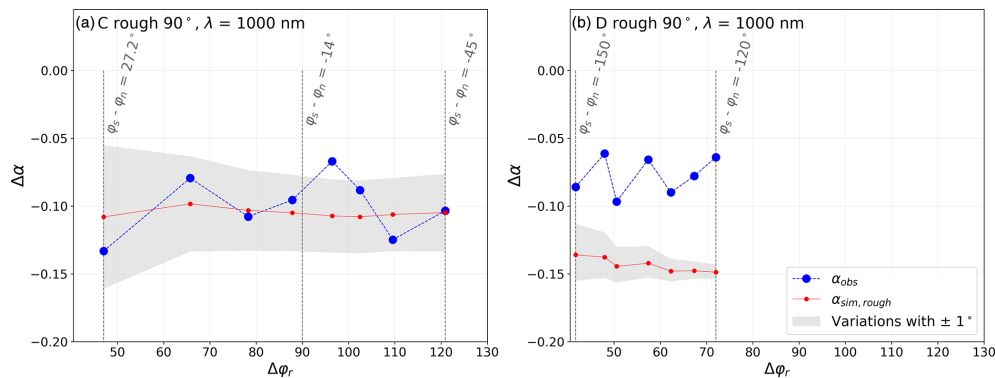 (a) C rough 90°, λ = 1000 nm
φs - φn = 27.2°
φs - φn = -14°
φs - φn = -45°
0.00
−0.05
−0.10
−0.15
−0.20
Δα
50 60 70 80 90 100 110 120 130
Δφr
(b) D rough 90°, λ = 1000 nm
φs - φn = -150°
φs - φn = -120°
0.00
−0.05
−0.10
−0.15
−0.20
Δα
αobs
αsim, rough
Variations with ± 1°
50 60 70 80 90 100 110 120 130
Δφr